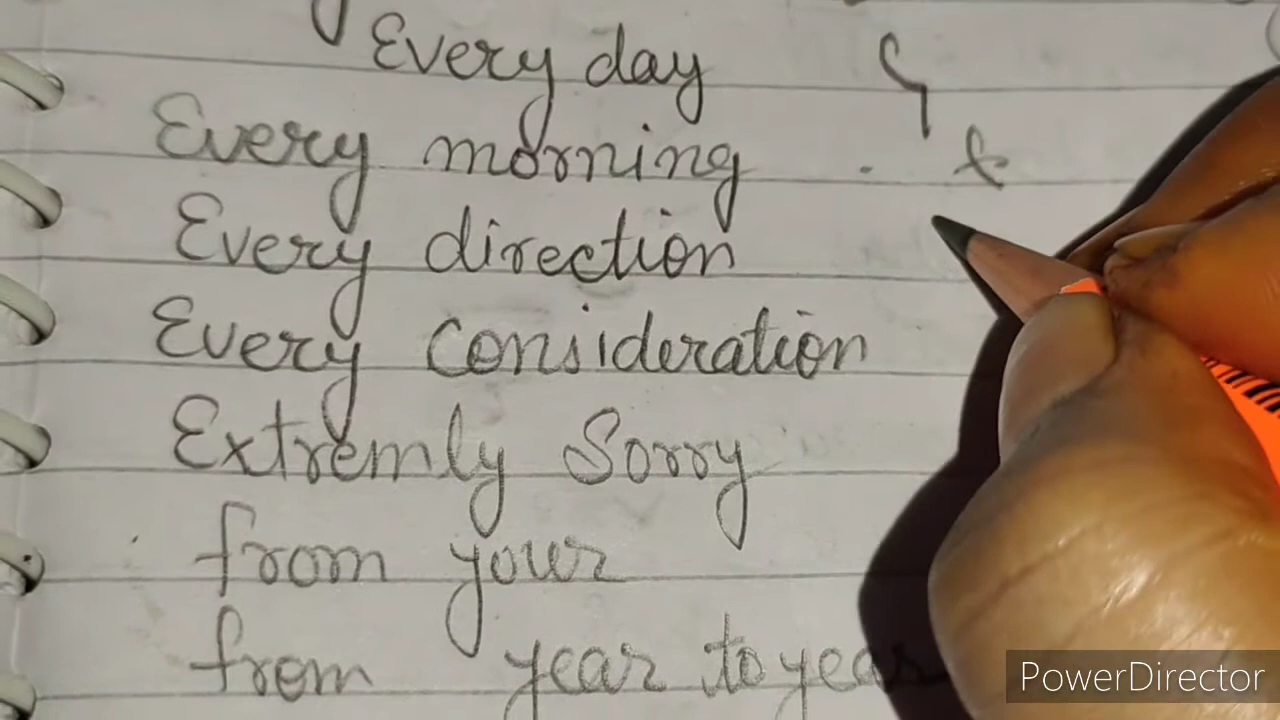 Every day
Every morning
Every direction
Every consideration
Extremly Sorry
from your
from year to year
PowerDirector